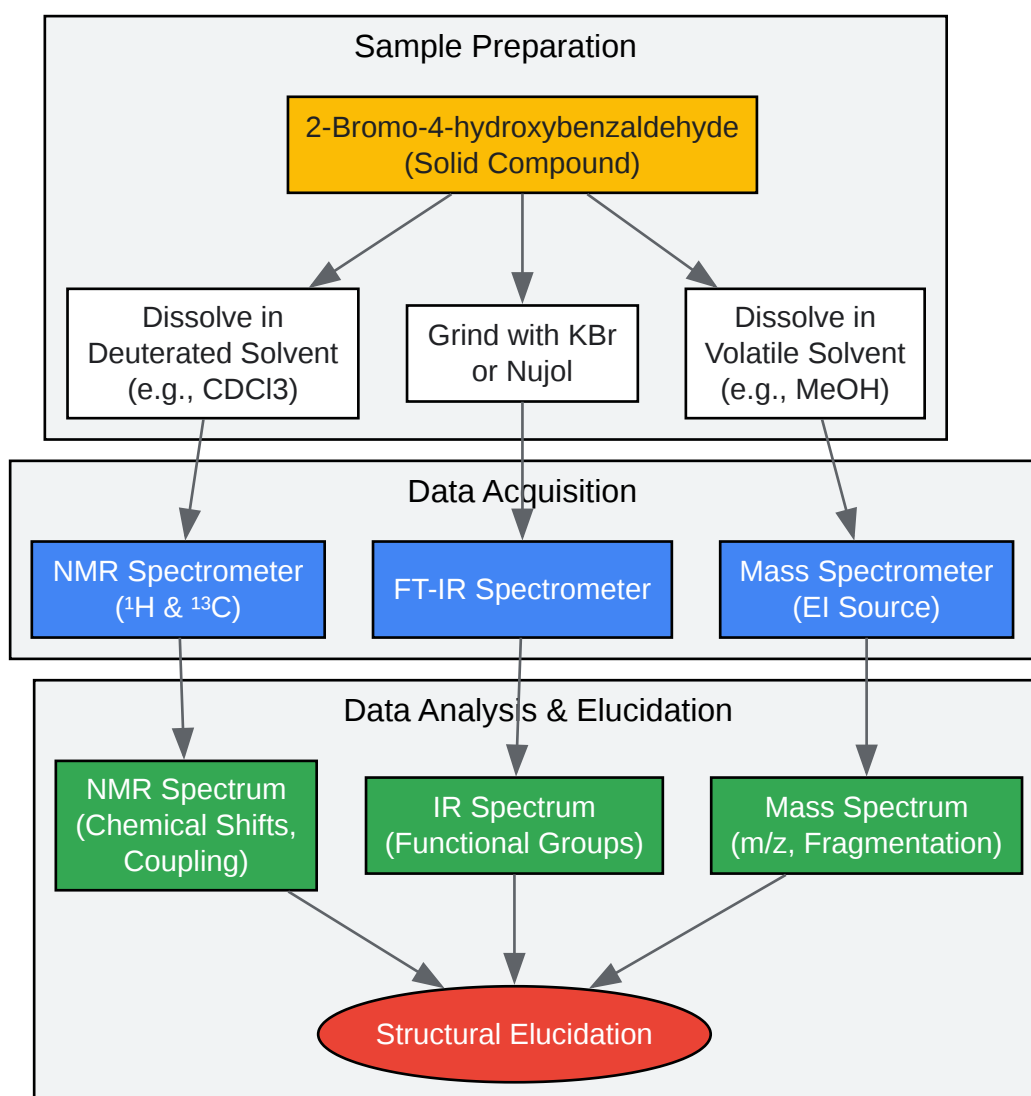 Sample Preparation
2-Bromo-4-hydroxybenzaldehyde
(Solid Compound)
Dissolve in
Deuterated Solvent
(e.g., CDCl3)
Grind with KBr
or Nujol
Dissolve in
Volatile Solvent
(e.g., MeOH)
Data Acquisition
NMR Spectrometer
(¹H & ¹³C)
FT-IR Spectrometer
Mass Spectrometer
(EI Source)
Data Analysis & Elucidation
NMR Spectrum
(Chemical Shifts,
Coupling)
IR Spectrum
(Functional Groups)
Mass Spectrum
(m/z, Fragmentation)
Structural Elucidation